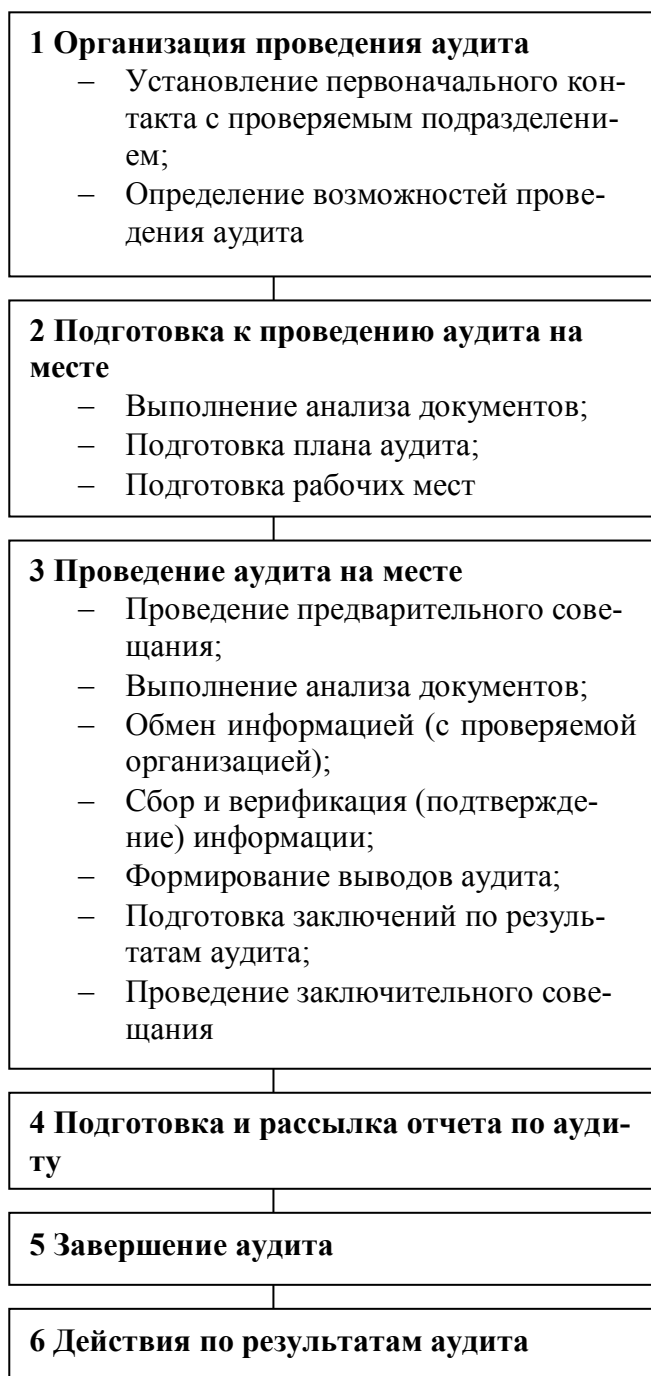 1 Организация проведения аудита
– Установление первоначального кон-
такта с проверяемым подразделени-
ем;
– Определение возможностей прове-
дения аудита
2 Подготовка к проведению аудита на
месте
– Выполнение анализа документов;
– Подготовка плана аудита;
– Подготовка рабочих мест
3 Проведение аудита на месте
– Проведение предварительного сове-
щания;
– Выполнение анализа документов;
– Обмен информацией (с проверяемой
организацией);
– Сбор и верификация (подтвержде-
ние) информации;
– Формирование выводов аудита;
– Подготовка заключений по резуль-
татам аудита;
– Проведение заключительного сове-
щания
4 Подготовка и рассылка отчета по ауди-
ту
5 Завершение аудита
6 Действия по результатам аудита